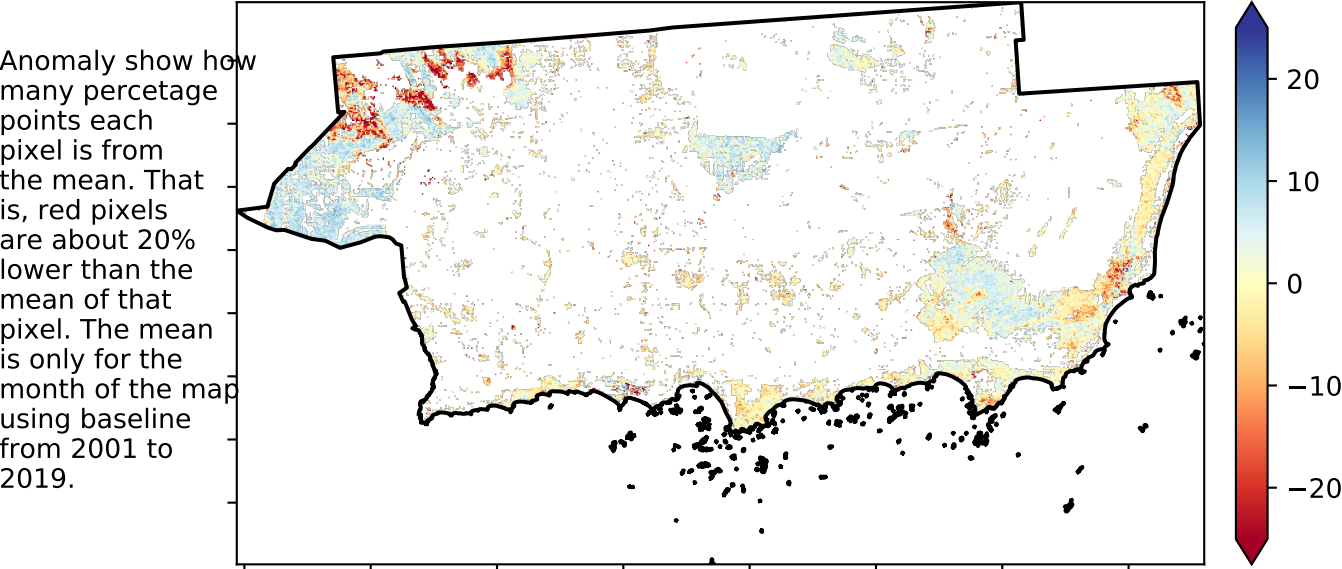 Anomaly show how
many percetage
points each
pixel is from
the mean. That
is, red pixels
are about 20%
lower than the
mean of that
pixel. The mean
is only for the
month of the map
using baseline
from 2001 to
2019.
20
10
0
−10
−20